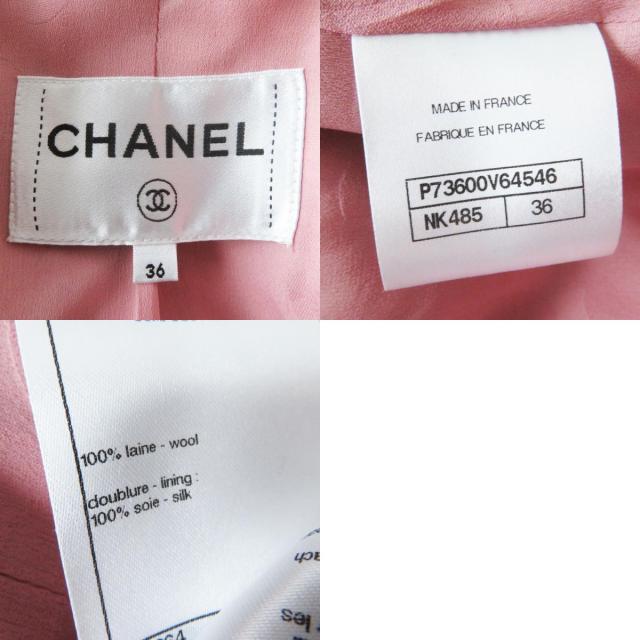 CHANEL
36
MADE IN FRANCE
FABRIQUE EN FRANCE
P73600V64546
NK485 36
100% laine - wool
doublure - lining :
100% soie - silk
les